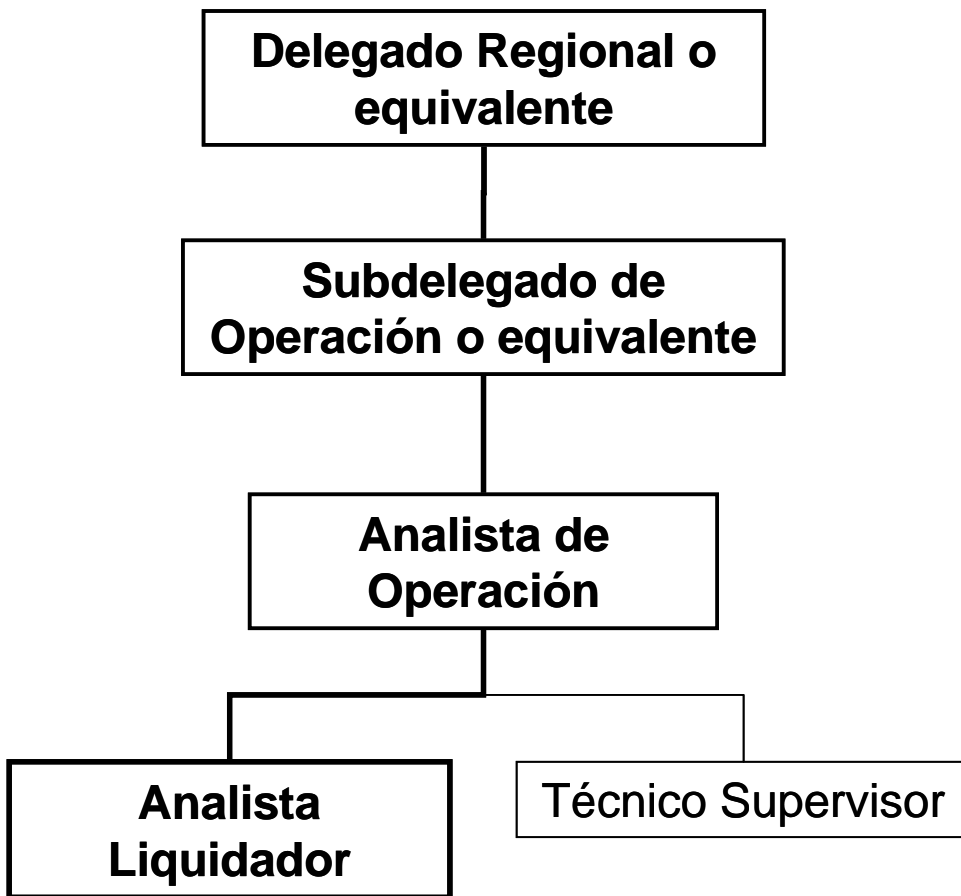 Delegado Regional o
equivalente
Subdelegado de
Operación o equivalente
Analista de
Operación
Analista
Liquidador
Técnico Supervisor